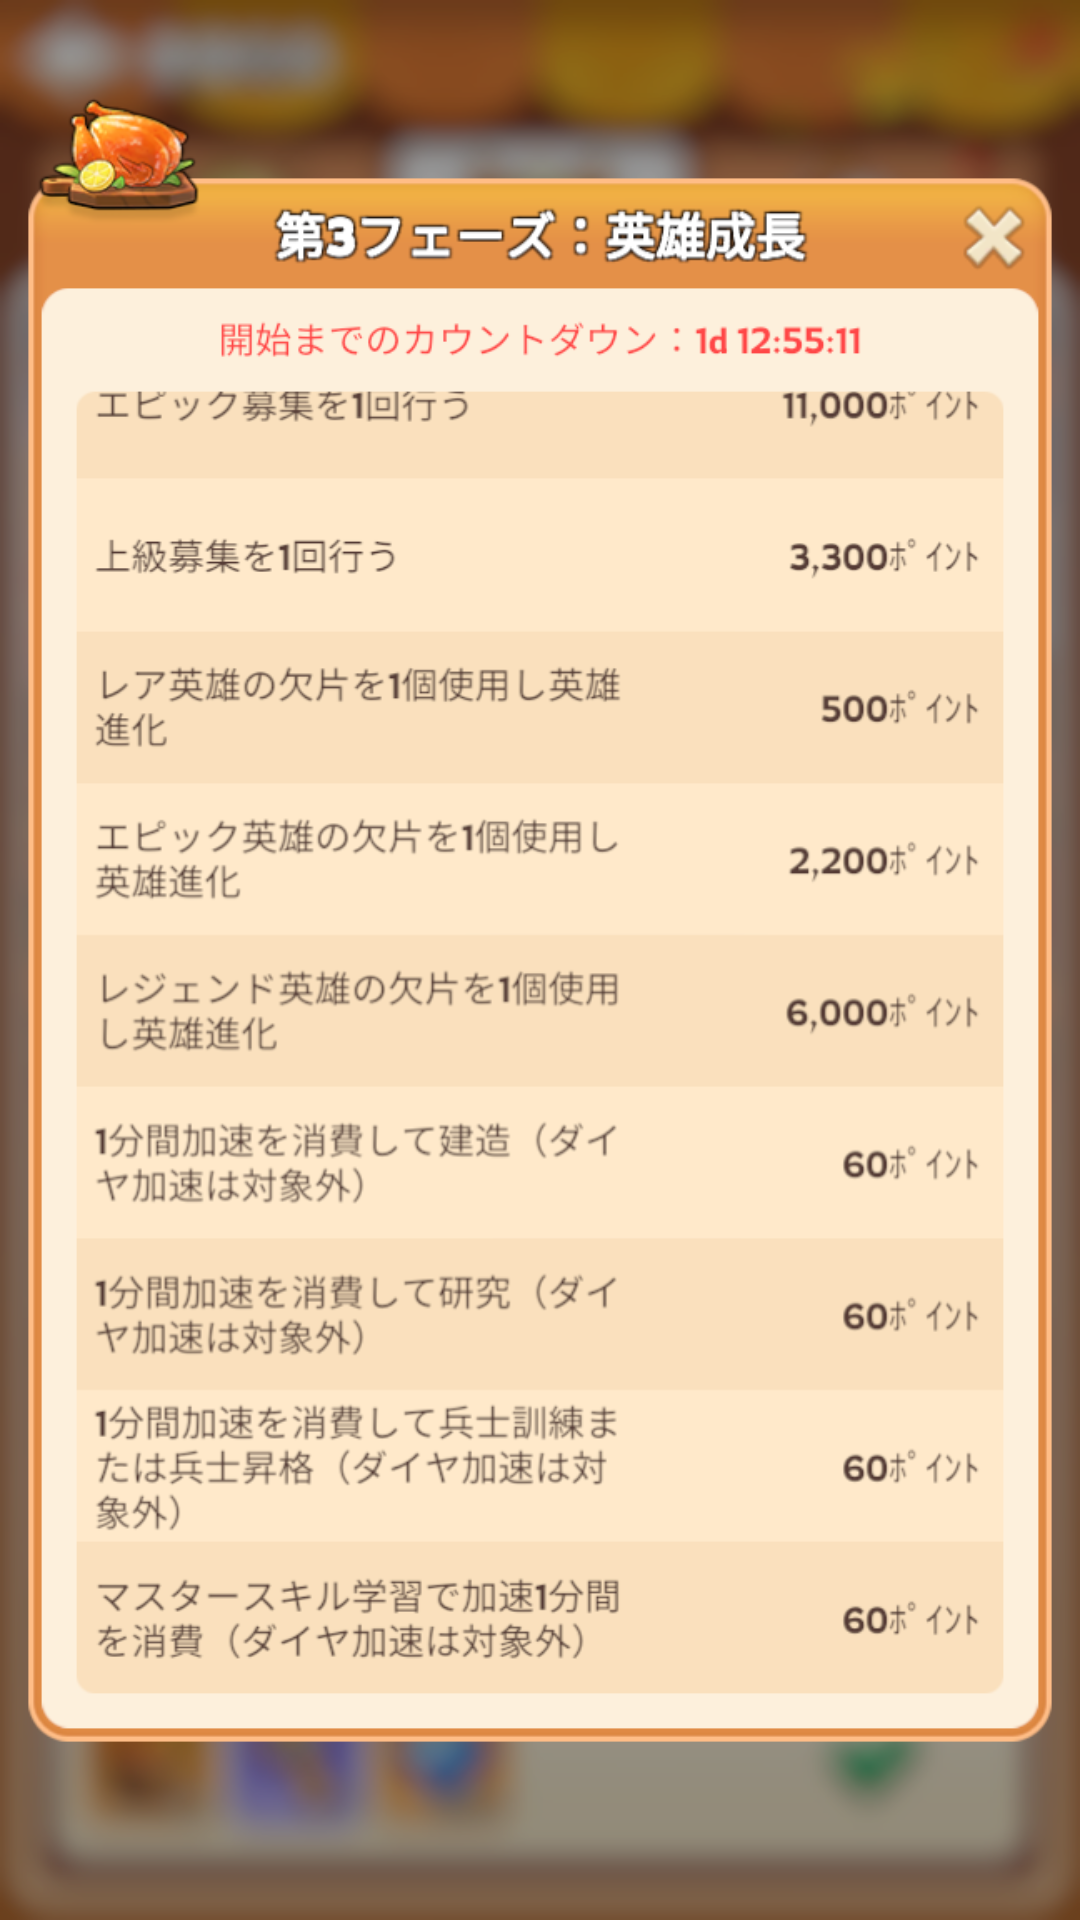 第3フェーズ：英雄成長
開始までのカウントダウン：1d 12:55:11
エピック募集を1回行う 11,000ﾎﾟｲﾝﾄ
上級募集を1回行う 3,300ﾎﾟｲﾝﾄ
レア英雄の欠片を1個使用し英雄
進化
500ﾎﾟｲﾝﾄ
エピック英雄の欠片を1個使用し
英雄進化
2,200ﾎﾟｲﾝﾄ
レジェンド英雄の欠片を1個使用
し英雄進化
6,000ﾎﾟｲﾝﾄ
1分間加速を消費して建造（ダイ
ヤ加速は対象外）
60ﾎﾟｲﾝﾄ
1分間加速を消費して研究（ダイ
ヤ加速は対象外）
60ﾎﾟｲﾝﾄ
1分間加速を消費して兵士訓練ま
たは兵士昇格（ダイヤ加速は対
象外）
60ﾎﾟｲﾝﾄ
マスタースキル学習で加速1分間
を消費（ダイヤ加速は対象外）
60ﾎﾟｲﾝﾄ